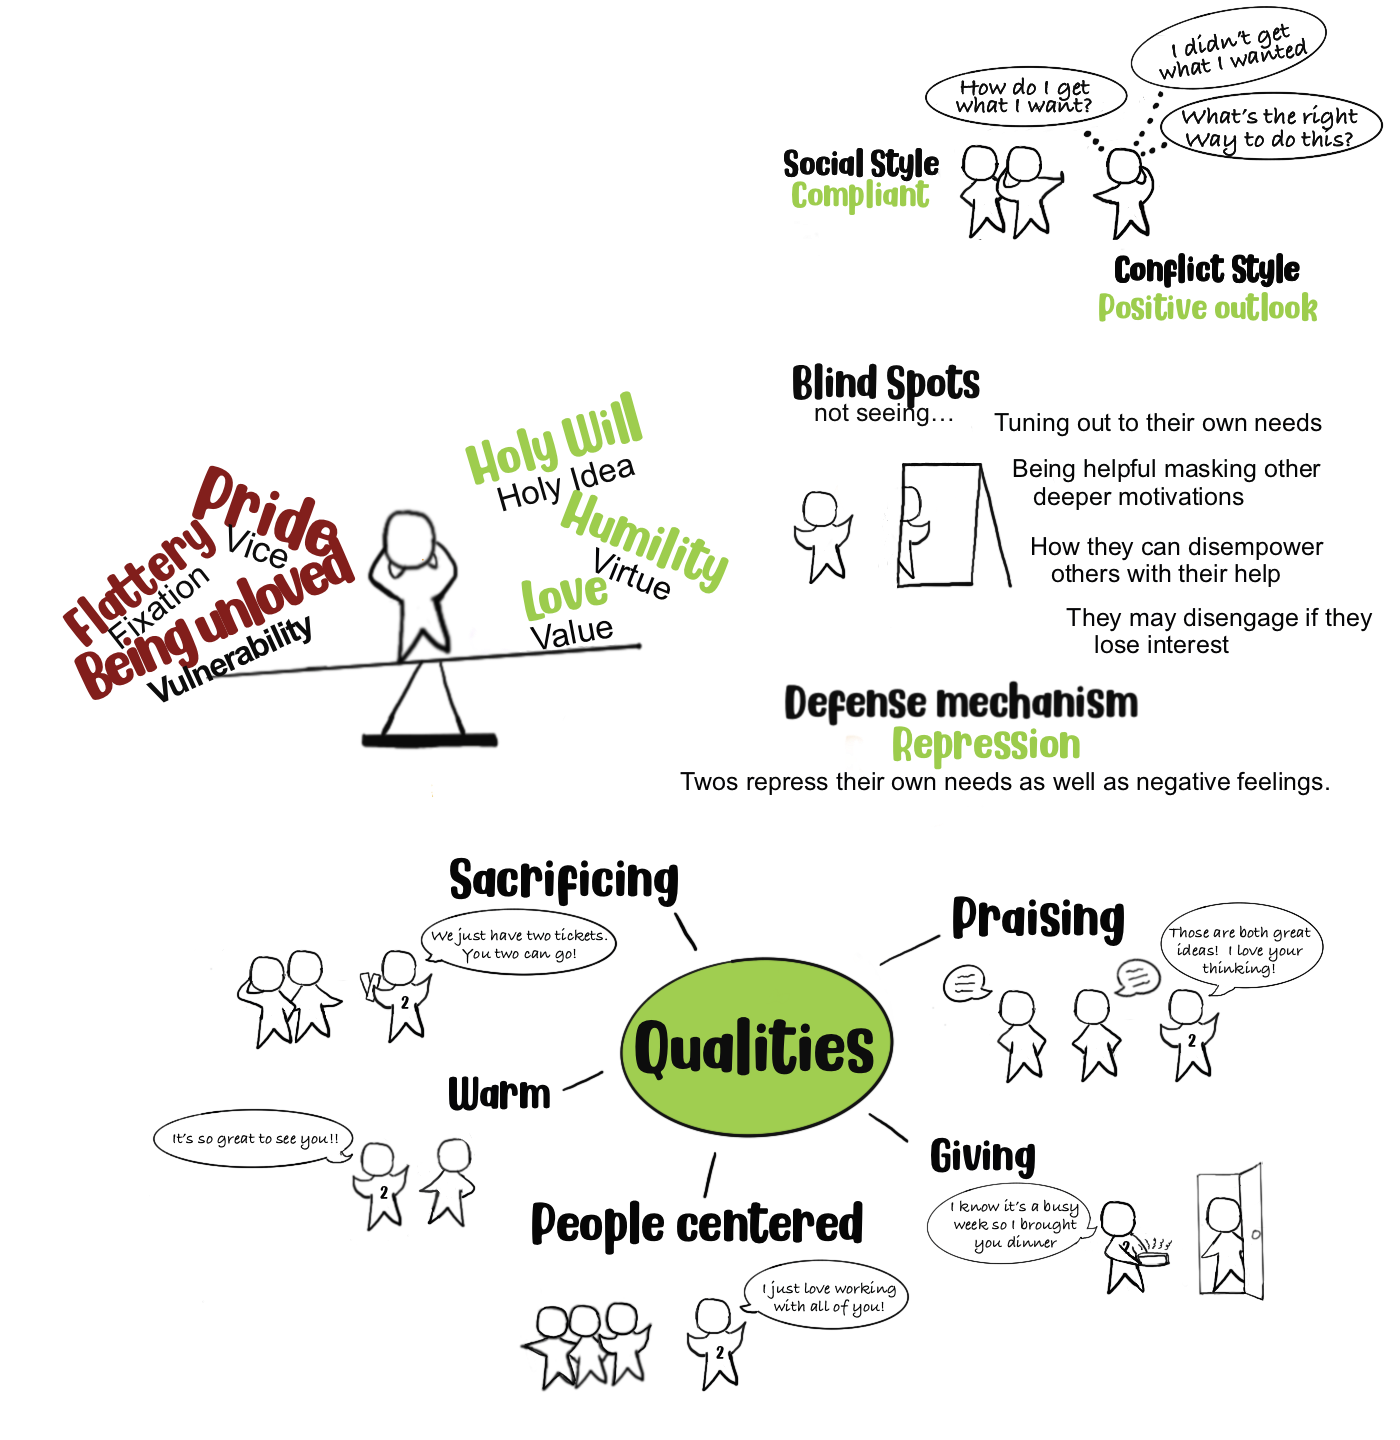 I didn't get
what I wanted
How do I get
what I want?
What's the right
Way to do this?
Social Style
Compliant
Conflict Style
Positive outlook
Blind Spots
not seeing...
Tuning out to their own needs
Being helpful masking other
deeper motivations
How they can disempower
others with their help
They may disengage if they
lose interest
Holy Will
Holy Idea
Humility
Virtue
Love
Value
Pride
Vice
Flattery
Fixation
Being unloved
Vulnerability
Defense mechanism
Repression
Twos repress their own needs as well as negative feelings.
Sacrificing
We just have two tickets.
You two can go!
2
Praising
Those are both great
ideas! I love your
thinking!
2
Qualities
Warm
It's so great to see you!!
2
Giving
I know it's a busy
week so I brought
you dinner
2
People centered
I just love working
with all of you!
2